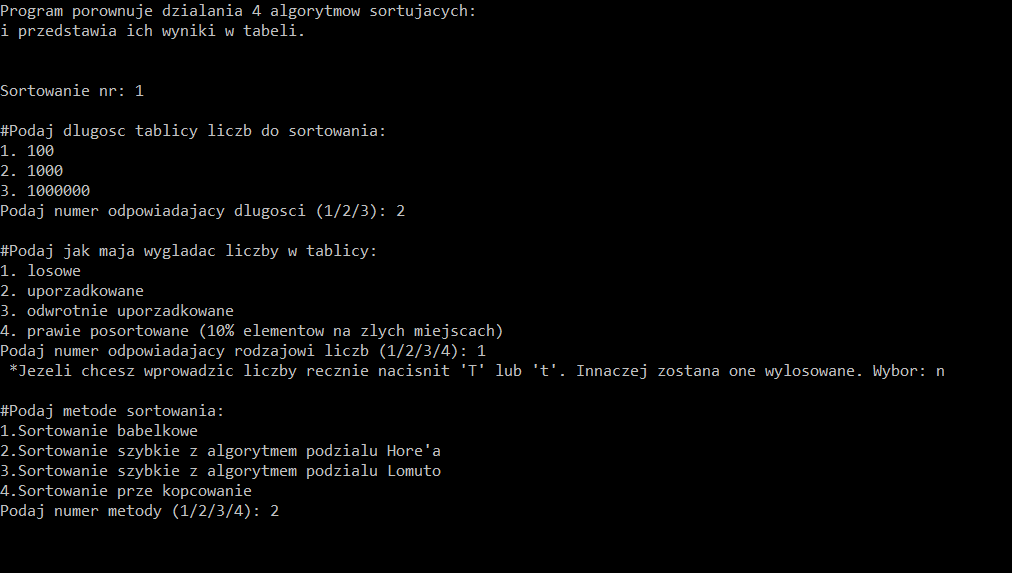 Program porownuje dzialania 4 algorytmow sortujacych:
i przedstawia ich wyniki w tabeli.
Sortowanie nr: 1
#Podaj dlugosc tablicy liczb do sortowania:
1. 100
2. 1000
3. 1000000
Podaj numer odpowiadajacy dlugosci (1/2/3): 2
#Podaj jak maja wygladac liczby w tablicy:
1. losowe
2. uporzadkowane
3. odwrotnie uporzadkowane
4. prawie posortowane (10% elementow na zlych miejscach)
Podaj numer odpowiadajacy rodzajowi liczb (1/2/3/4): 1
*Jezeli chcesz wprowadzic liczby recznie nacisnit 'T' lub 't'. Innaczej zostana one wylosowane. Wybor: n
#Podaj metode sortowania:
1.Sortowanie babelkowe
2.Sortowanie szybkie z algorytmem podzialu Hore'a
3.Sortowanie szybkie z algorytmem podzialu Lomuto
4.Sortowanie prze kopcowanie
Podaj numer metody (1/2/3/4): 2